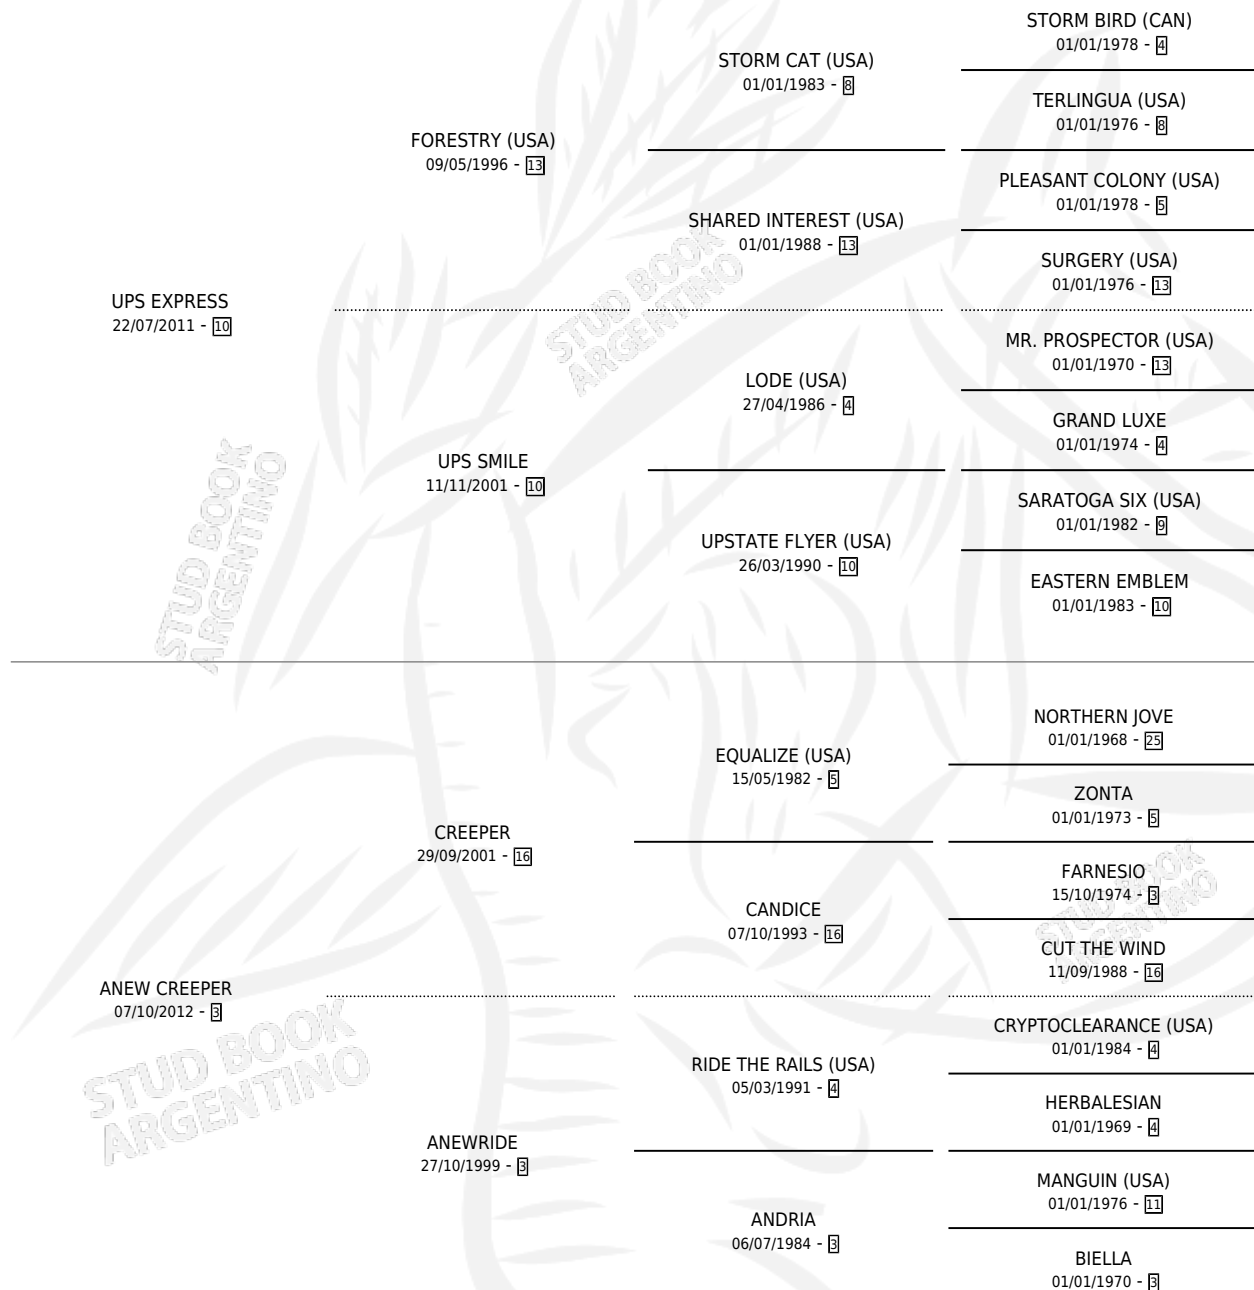 STORM BIRD (CAN)
01/01/1978 - 4
STORM CAT (USA)
01/01/1983 - 8
TERLINGUA (USA)
01/01/1976 - 8
FORESTRY (USA)
09/05/1996 - 13
PLEASANT COLONY (USA)
01/01/1978 - 5
SHARED INTEREST (USA)
01/01/1988 - 13
SURGERY (USA)
01/01/1976 - 13
UPS EXPRESS
22/07/2011 - 10
STUD BOOK
ARGENTINO
MR. PROSPECTOR (USA)
01/01/1970 - 13
LODE (USA)
27/04/1986 - 4
GRAND LUXE
01/01/1974 - 4
UPS SMILE
11/11/2001 - 10
SARATOGA SIX (USA)
01/01/1982 - 9
UPSTATE FLYER (USA)
26/03/1990 - 10
EASTERN EMBLEM
01/01/1983 - 10
STUD BOOK
ARGENTINO
NORTHERN JOVE
01/01/1968 - 25
EQUALIZE (USA)
15/05/1982 - 5
ZONTA
01/01/1973 - 5
CREEPER
29/09/2001 - 16
FARNESIO
15/10/1974 - 3
CANDICE
07/10/1993 - 16
STUD BOOK
ARGENTINO
CUT THE WIND
11/09/1988 - 16
ANEW CREEPER
07/10/2012 - 3
STUD BOOK
ARGENTINO
CRYPTOCLEARANCE (USA)
01/01/1984 - 4
RIDE THE RAILS (USA)
05/03/1991 - 4
HERBALESIAN
01/01/1969 - 4
ANEWRIDE
27/10/1999 - 3
MANGUIN (USA)
01/01/1976 - 11
ANDRIA
06/07/1984 - 3
BIELLA
01/01/1970 - 3